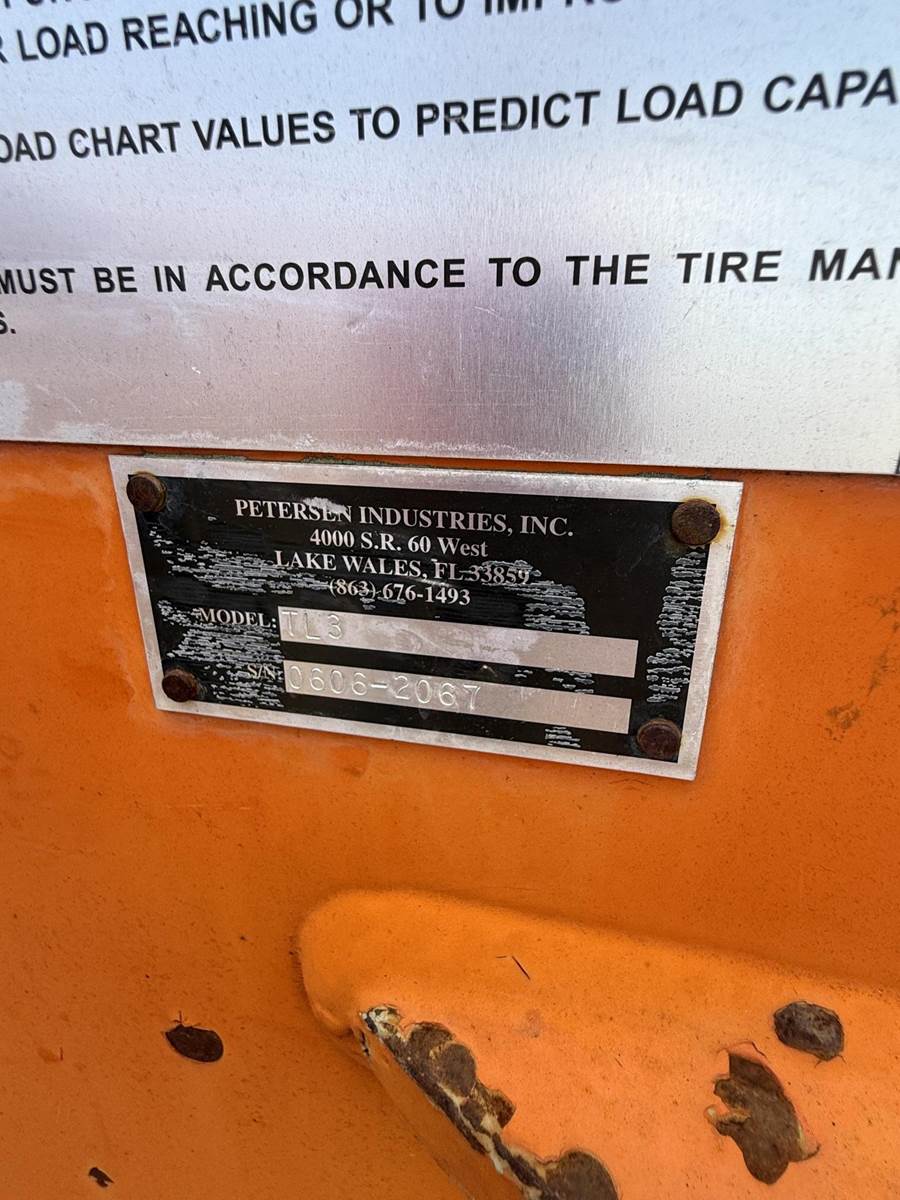 LOAD REACHING OR TO
LOAD CHART VALUES TO PREDICT LOAD CAPA
MUST BE IN ACCORDANCE TO THE TIRE MAN
S.
PETERSEN INDUSTRIES, INC.
4000 S.R. 60 West
LAKE WALES, FL 33859
(863) 676-1493
MODEL: TL3
S/N: 0606-2067